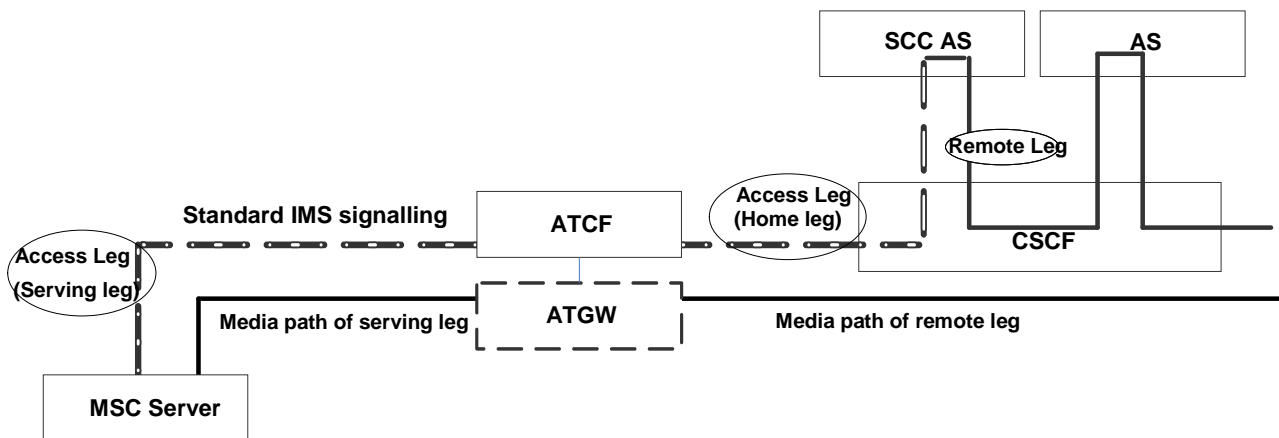 SCC AS
AS
Remote Leg
Access Leg
(Home leg)
Standard IMS signalling
ATCF
CSCF
Access Leg
(Serving leg)
ATGW
Media path of serving leg
Media path of remote leg
MSC Server